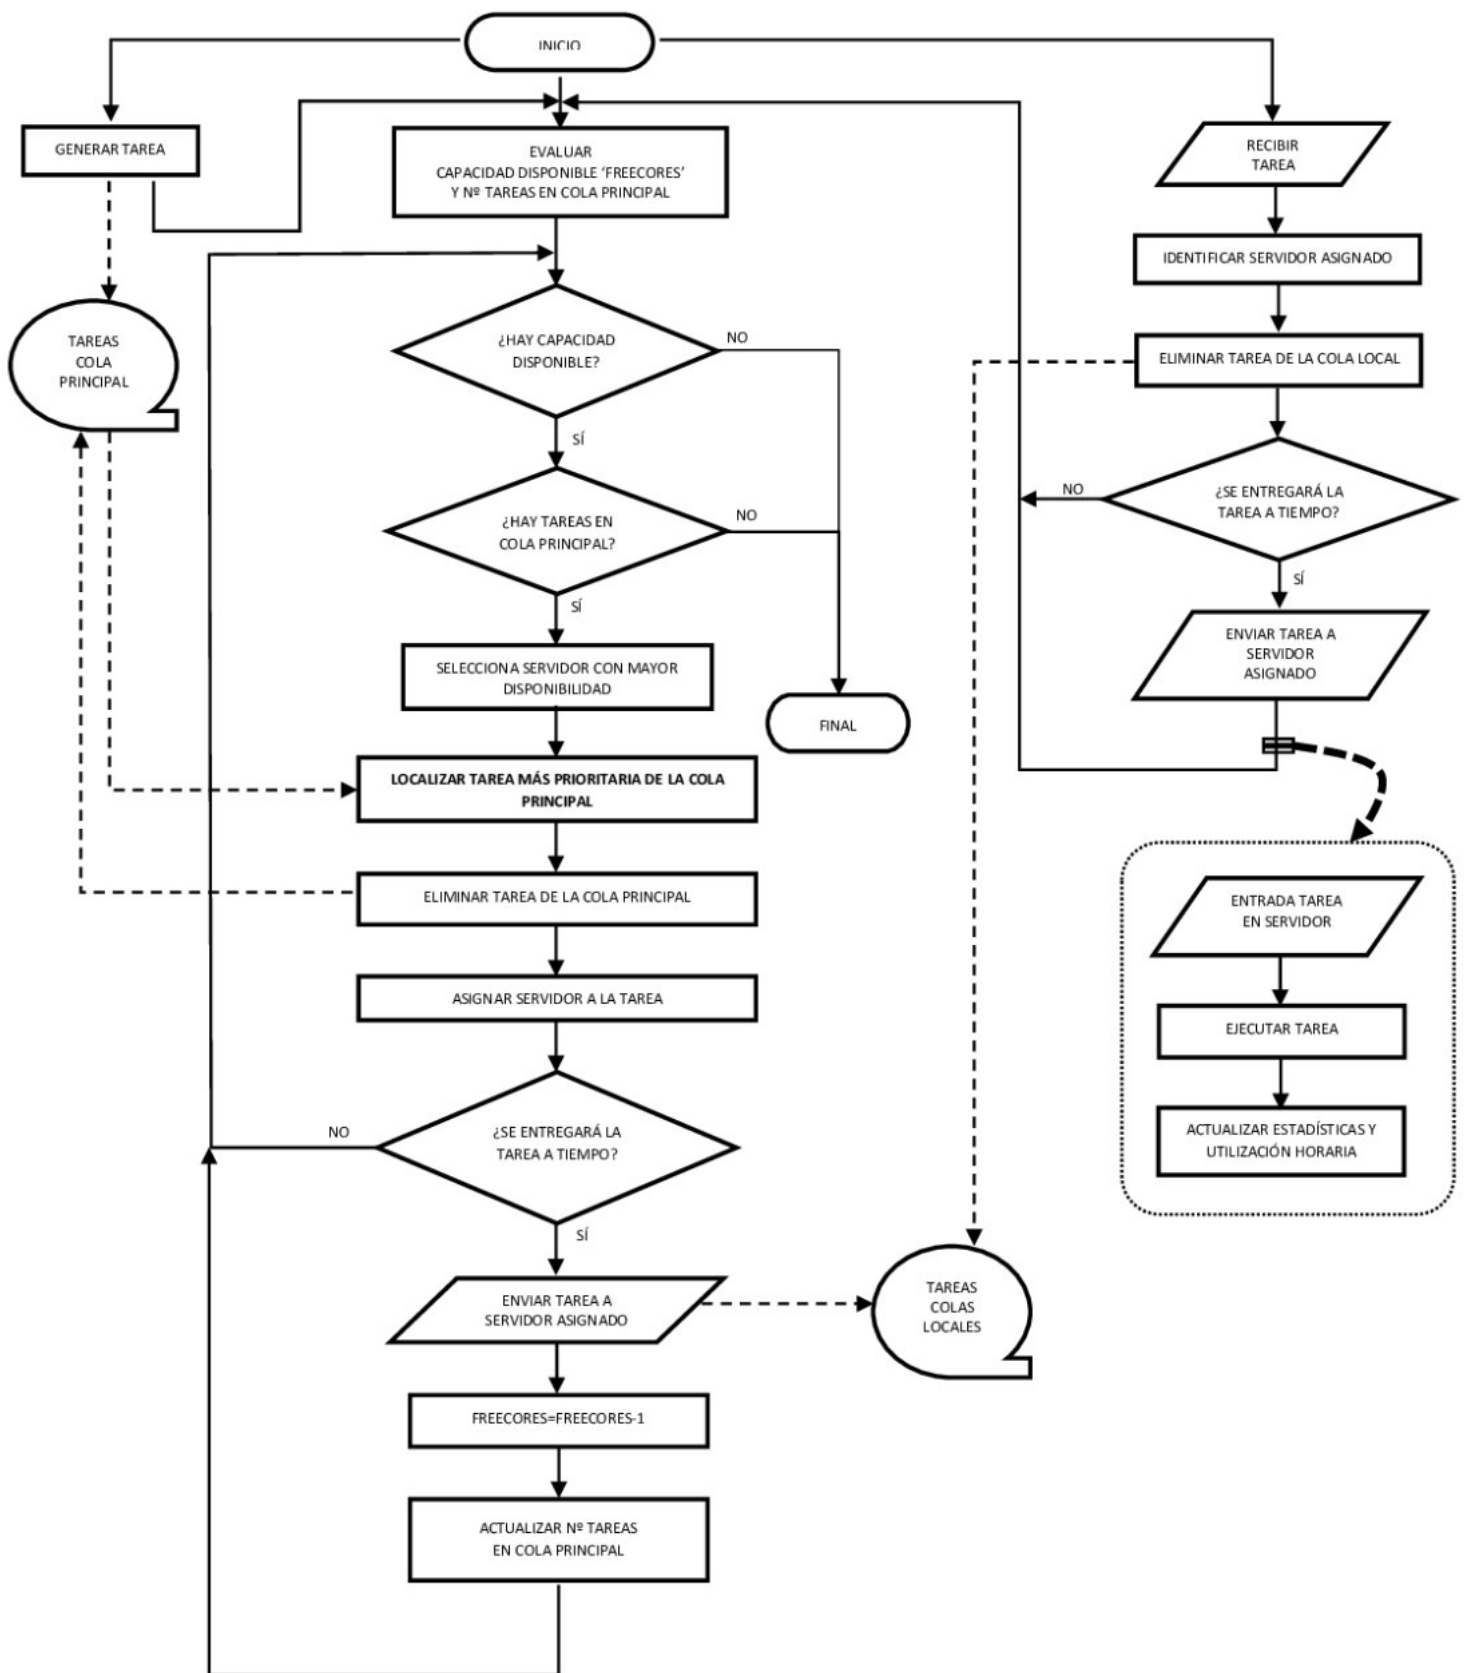 INICIO
GENERAR TAREA
EVALUAR
CAPACIDAD DISPONIBLE ‘FREECORES’
Y Nº TAREAS EN COLA PRINCIPAL
RECIBIR
TAREA
IDENTIFICAR SERVIDOR ASIGNADO
TAREAS
COLA
PRINCIPAL
¿HAY CAPACIDAD
DISPONIBLE?
NO
SÍ
ELIMINAR TAREA DE LA COLA LOCAL
¿HAY TAREAS EN
COLA PRINCIPAL?
NO
SÍ
¿SE ENTREGARÁ LA
TAREA A TIEMPO?
NO
SÍ
SELECCIONA SERVIDOR CON MAYOR
DISPONIBILIDAD
ENVIAR TAREA A
SERVIDOR
ASIGNADO
FINAL
LOCALIZAR TAREA MÁS PRIORITARIA DE LA COLA
PRINCIPAL
ELIMINAR TAREA DE LA COLA PRINCIPAL
ENTRADA TAREA
EN SERVIDOR
ASIGNAR SERVIDOR A LA TAREA
EJECUTAR TAREA
¿SE ENTREGARÁ LA
TAREA A TIEMPO?
NO
SÍ
ACTUALIZAR ESTADÍSTICAS Y
UTILIZACIÓN HORARIA
ENVIAR TAREA A
SERVIDOR ASIGNADO
TAREAS
COLAS
LOCALES
FREECORES=FREECORES-1
ACTUALIZAR Nº TAREAS
EN COLA PRINCIPAL